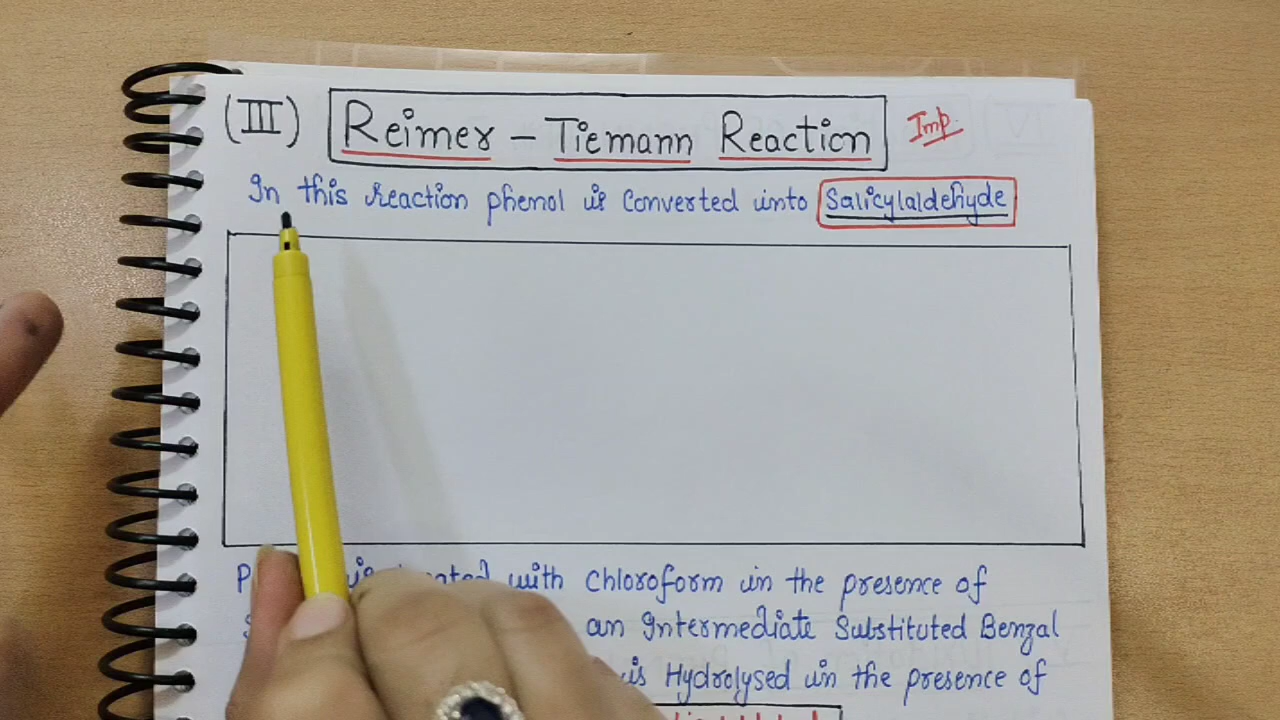 (III) Reimer - Tiemann Reaction Imp.
In this reaction phenol is converted into Salicylaldehyde
with chloroform in the presence of
an Intermediate Substituted Benzal
is Hydrolysed in the presence of